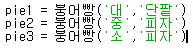 pie1 = 붕어빵('대','단팥')
pie2 = 붕어빵('중','피자')
pie3 = 붕어빵('소','피자')